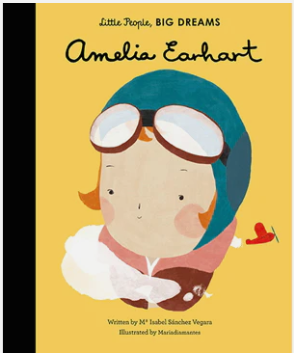 Little People, BIG DREAMS
Amelia Earhart
Written by Mª Isabel Sánchez Vegara
Illustrated by Mariadiamantes